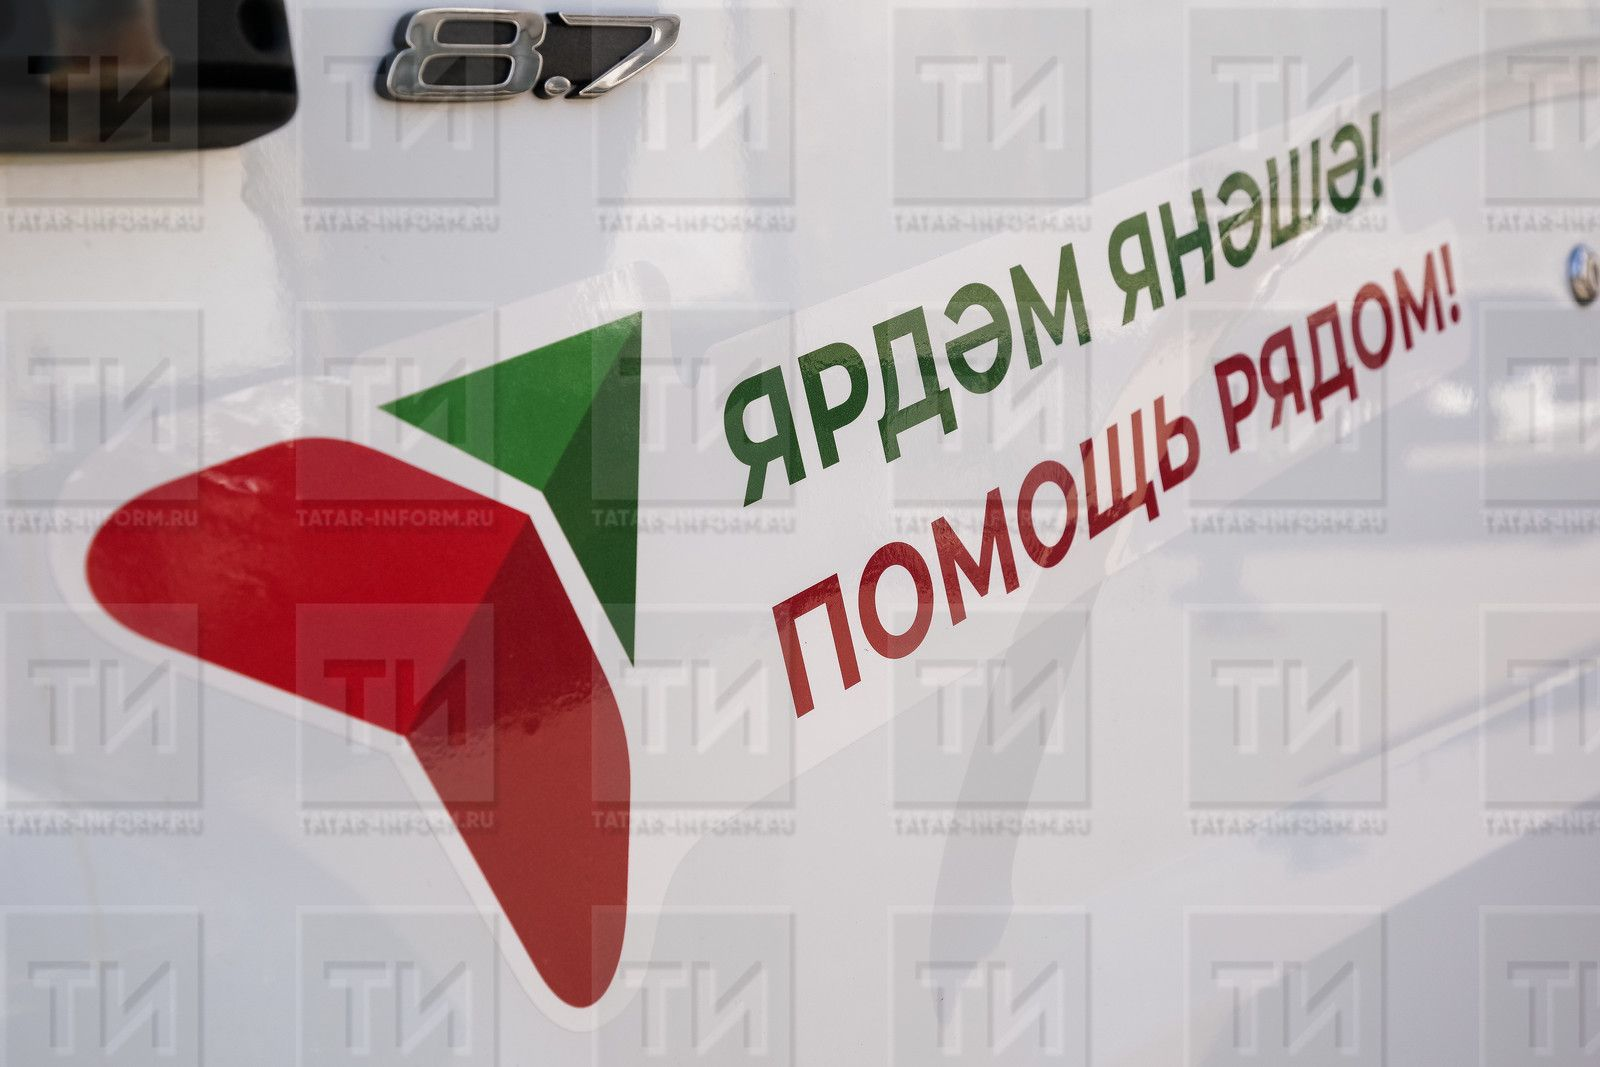 8.7
ЯРДӘМ ЯНӘШӘ!
ПОМОЩЬ РЯДОМ!
ТИ
TATAR-INFORM.RU